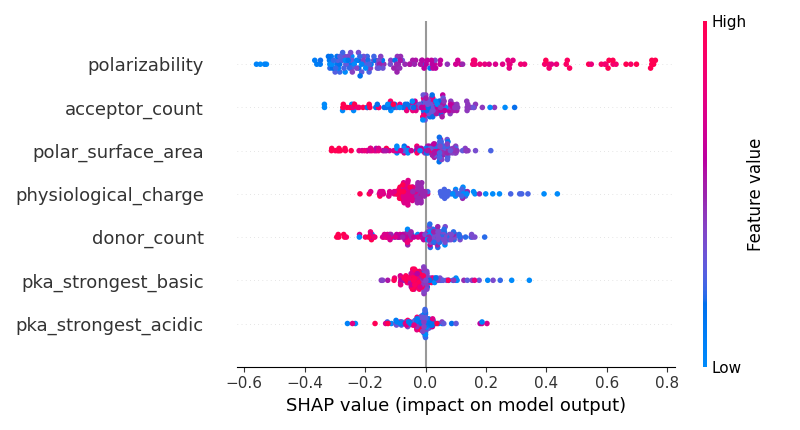 polarizability
acceptor_count
polar_surface_area
physiological_charge
donor_count
pka_strongest_basic
pka_strongest_acidic
−0.6 −0.4 −0.2 0.0 0.2 0.4 0.6 0.8
SHAP value (impact on model output)
High
Feature value
Low